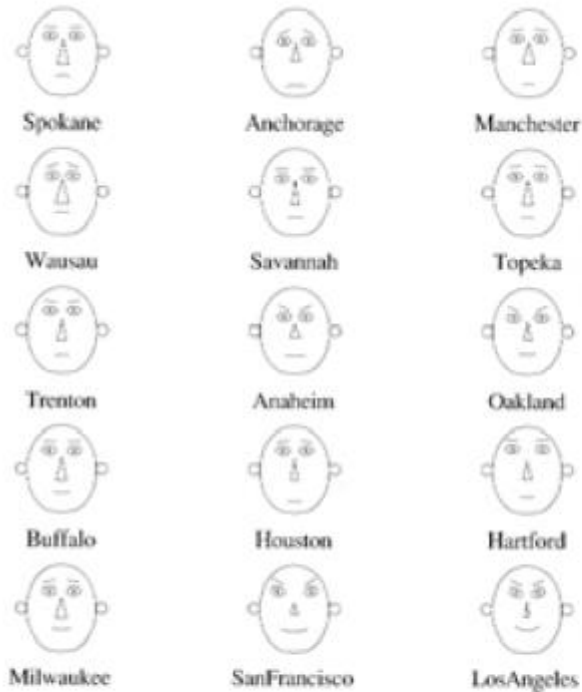 Spokane Anchorage Manchester
Wausau Savannah Topeka
Trenton Anaheim Oakland
Buffalo Houston Hartford
Milwaukee SanFrancisco LosAngeles